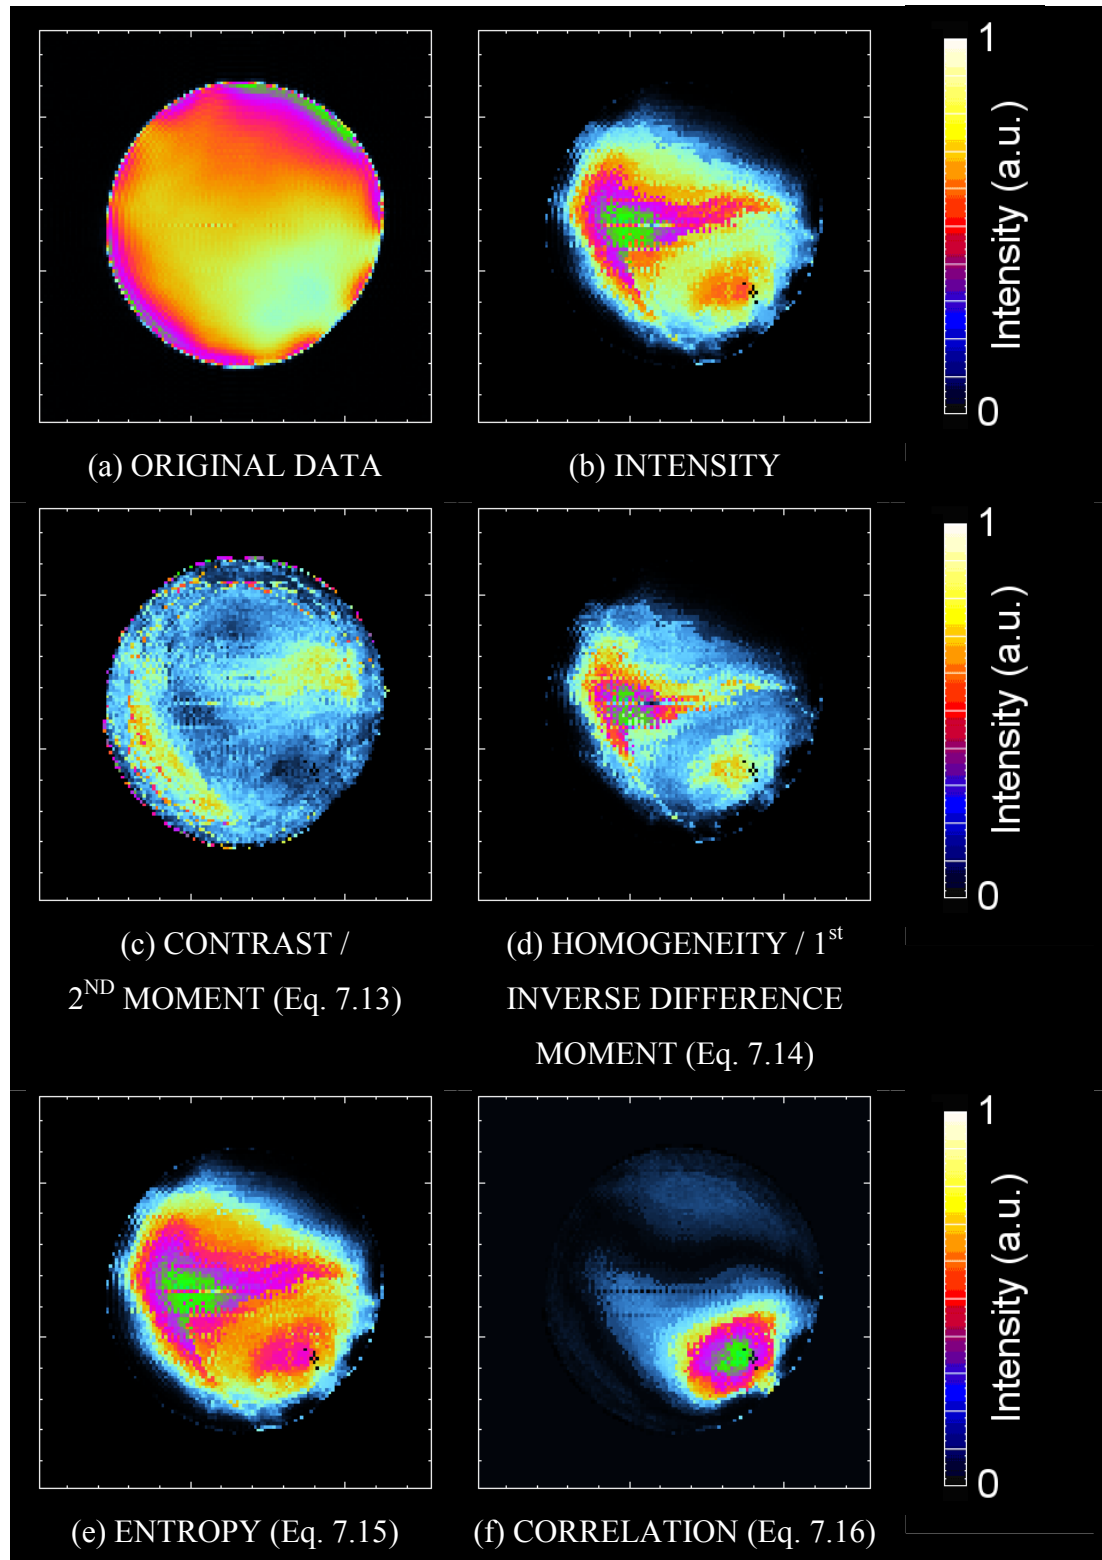 1
Intensity (a.u.)
0
(a) ORIGINAL DATA
(b) INTENSITY
1
Intensity (a.u.)
0
(c) CONTRAST /
2ND MOMENT (Eq. 7.13)
(d) HOMOGENEITY / 1st
INVERSE DIFFERENCE
MOMENT (Eq. 7.14)
1
Intensity (a.u.)
0
(e) ENTROPY (Eq. 7.15)
(f) CORRELATION (Eq. 7.16)